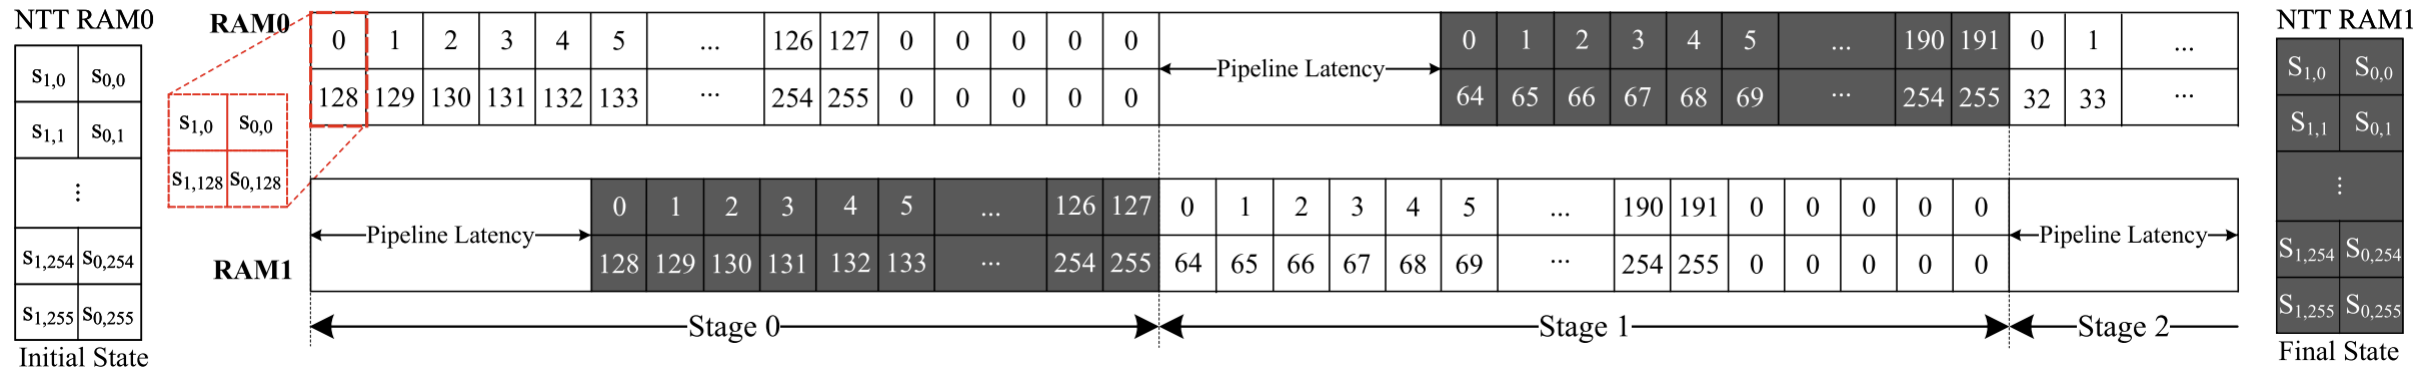 NTT RAM0
s1,0 s0,0
s1,1 s0,1
⋮
s1,254 s0,254
s1,255 s0,255
Initial State
s1,0 s0,0
s1,128 s0,128
RAM0
0 1 2 3 4 5 ... 126 127 0 0 0 0 0
128 129 130 131 132 133 ... 254 255 0 0 0 0 0
Pipeline Latency
0 1 2 3 4 5 ... 190 191
64 65 66 67 68 69 ... 254 255
0 1 ...
32 33 ...
RAM1
Pipeline Latency
0 1 2 3 4 5 ... 126 127
128 129 130 131 132 133 ... 254 255
0 1 2 3 4 5 ... 190 191 0 0 0 0 0
64 65 66 67 68 69 ... 254 255 0 0 0 0 0
Pipeline Latency
Stage 0
Stage 1
Stage 2
NTT RAM1
S1,0 S0,0
S1,1 S0,1
⋮
S1,254 S0,254
S1,255 S0,255
Final State